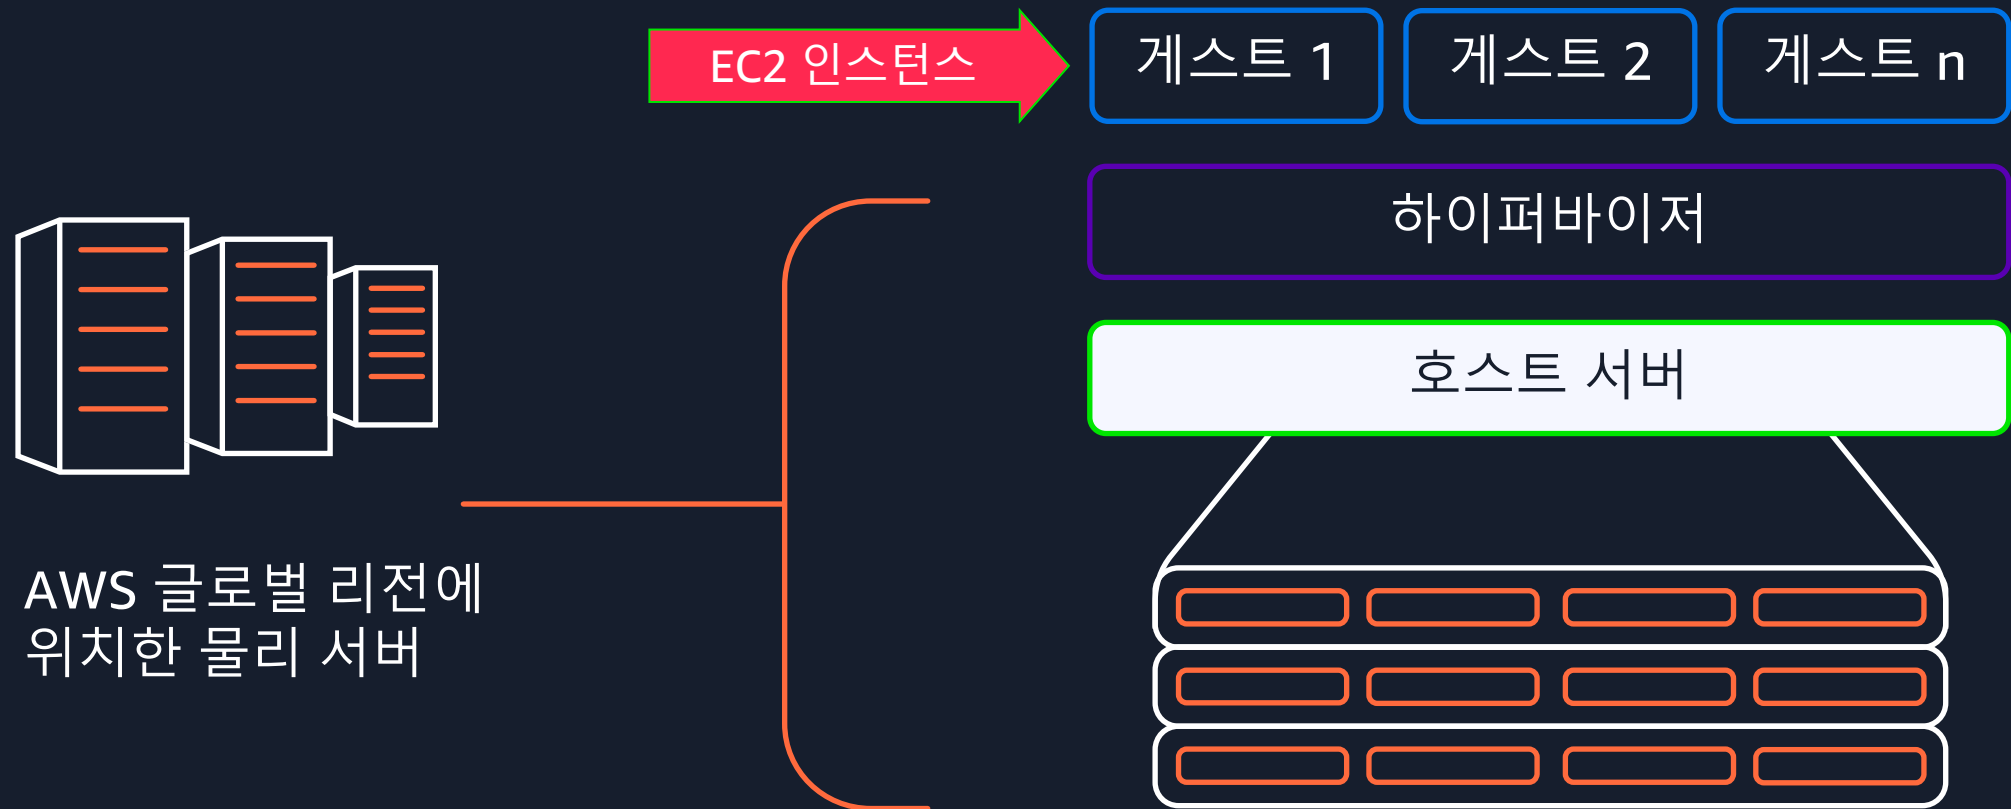 EC2 인스턴스
게스트 1
게스트 2
게스트 n
하이퍼바이저
호스트 서버
AWS 글로벌 리전에
위치한 물리 서버